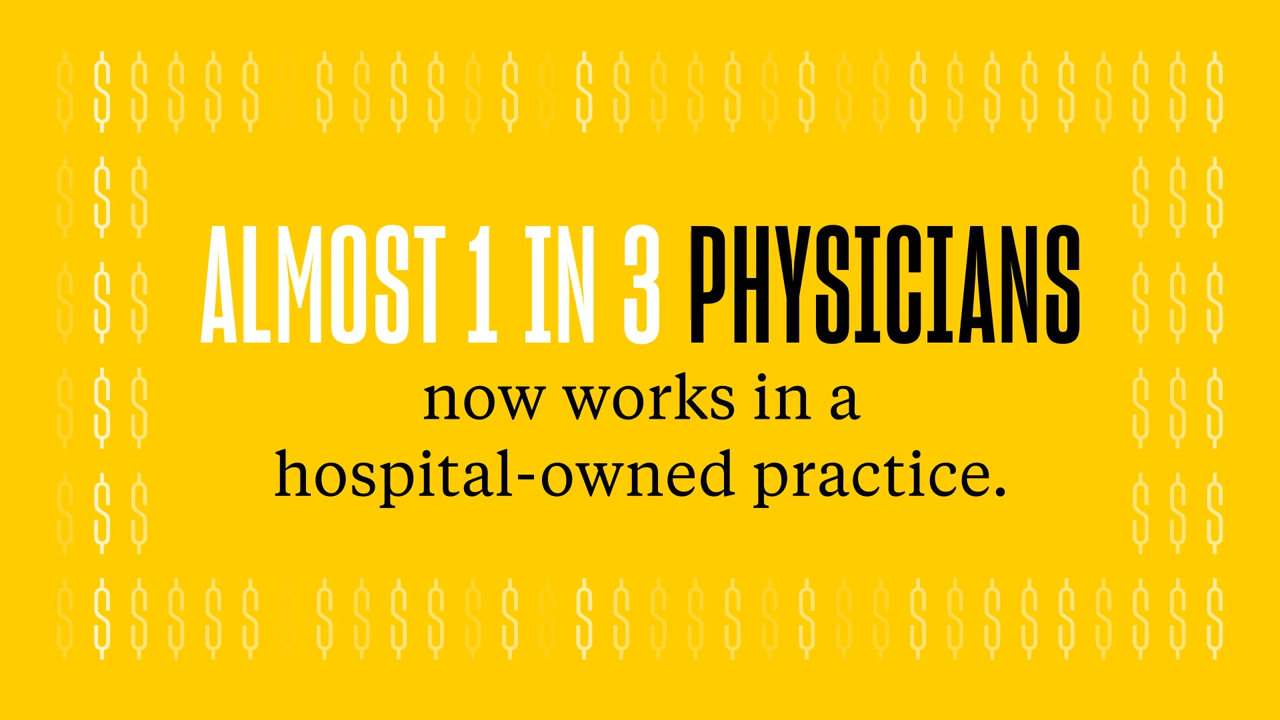 $ $ $ $ $ $ $ $ $ $ $ $ $ $ $ $ $ $ $ $ $ $ $ $ $ $ $ $ $ $ $
$ $ $ $ $ $
ALMOST 1 IN 3 PHYSICIANS
$ $ $ $ $ $
now works in a
$ $ $ $ $ $
hospital-owned practice.
$ $ $ $ $ $
$ $ $ $ $ $ $ $ $ $ $ $ $ $ $ $ $ $ $ $ $ $ $ $ $ $ $ $ $ $ $